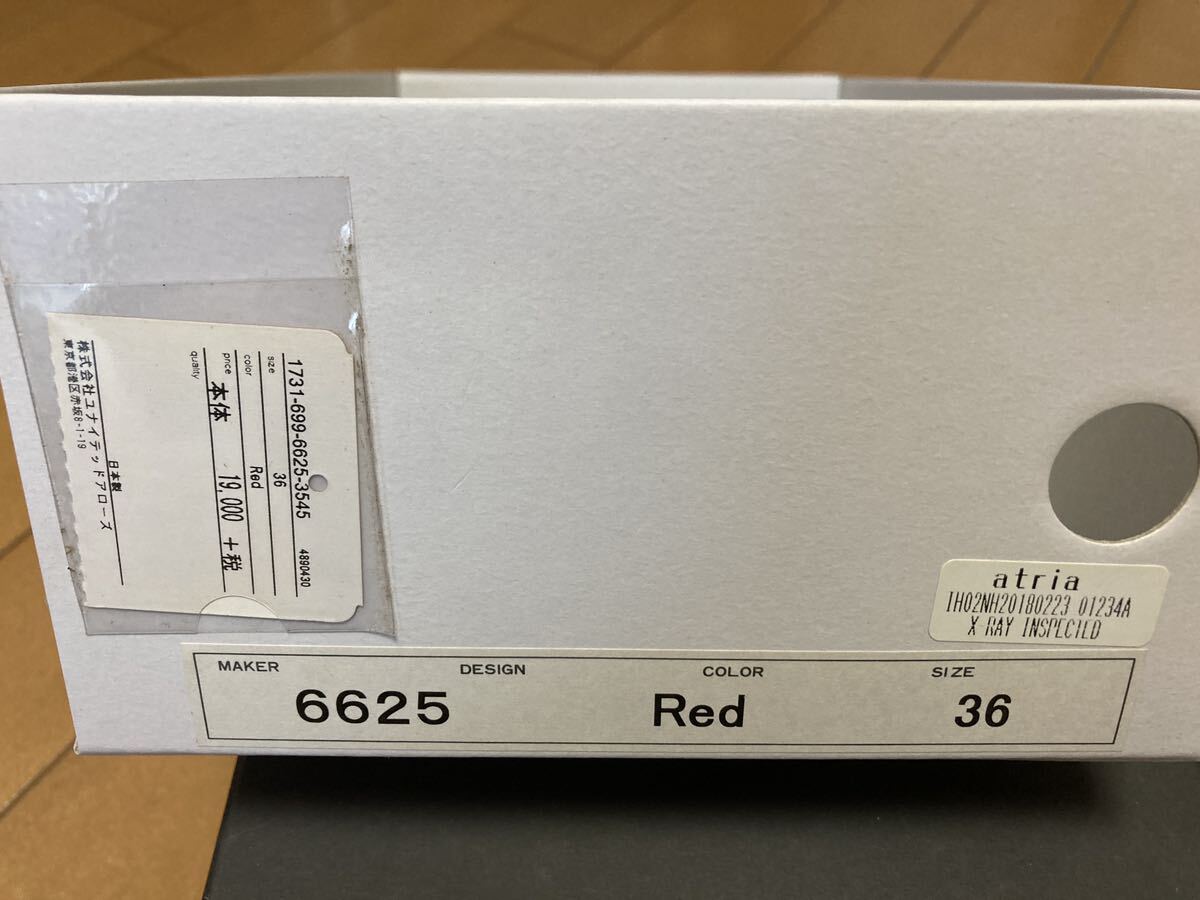 1731-699-6625-3545 4890430
size 36
color Red
price 本体 19,000 +税
quality
日本製
株式会社ユナイテッドアローズ
東京都港区赤坂8-1-19
atria
IH02NH20180223 01234A
X-RAY INSPECTED
MAKER DESIGN COLOR SIZE
6625 Red 36